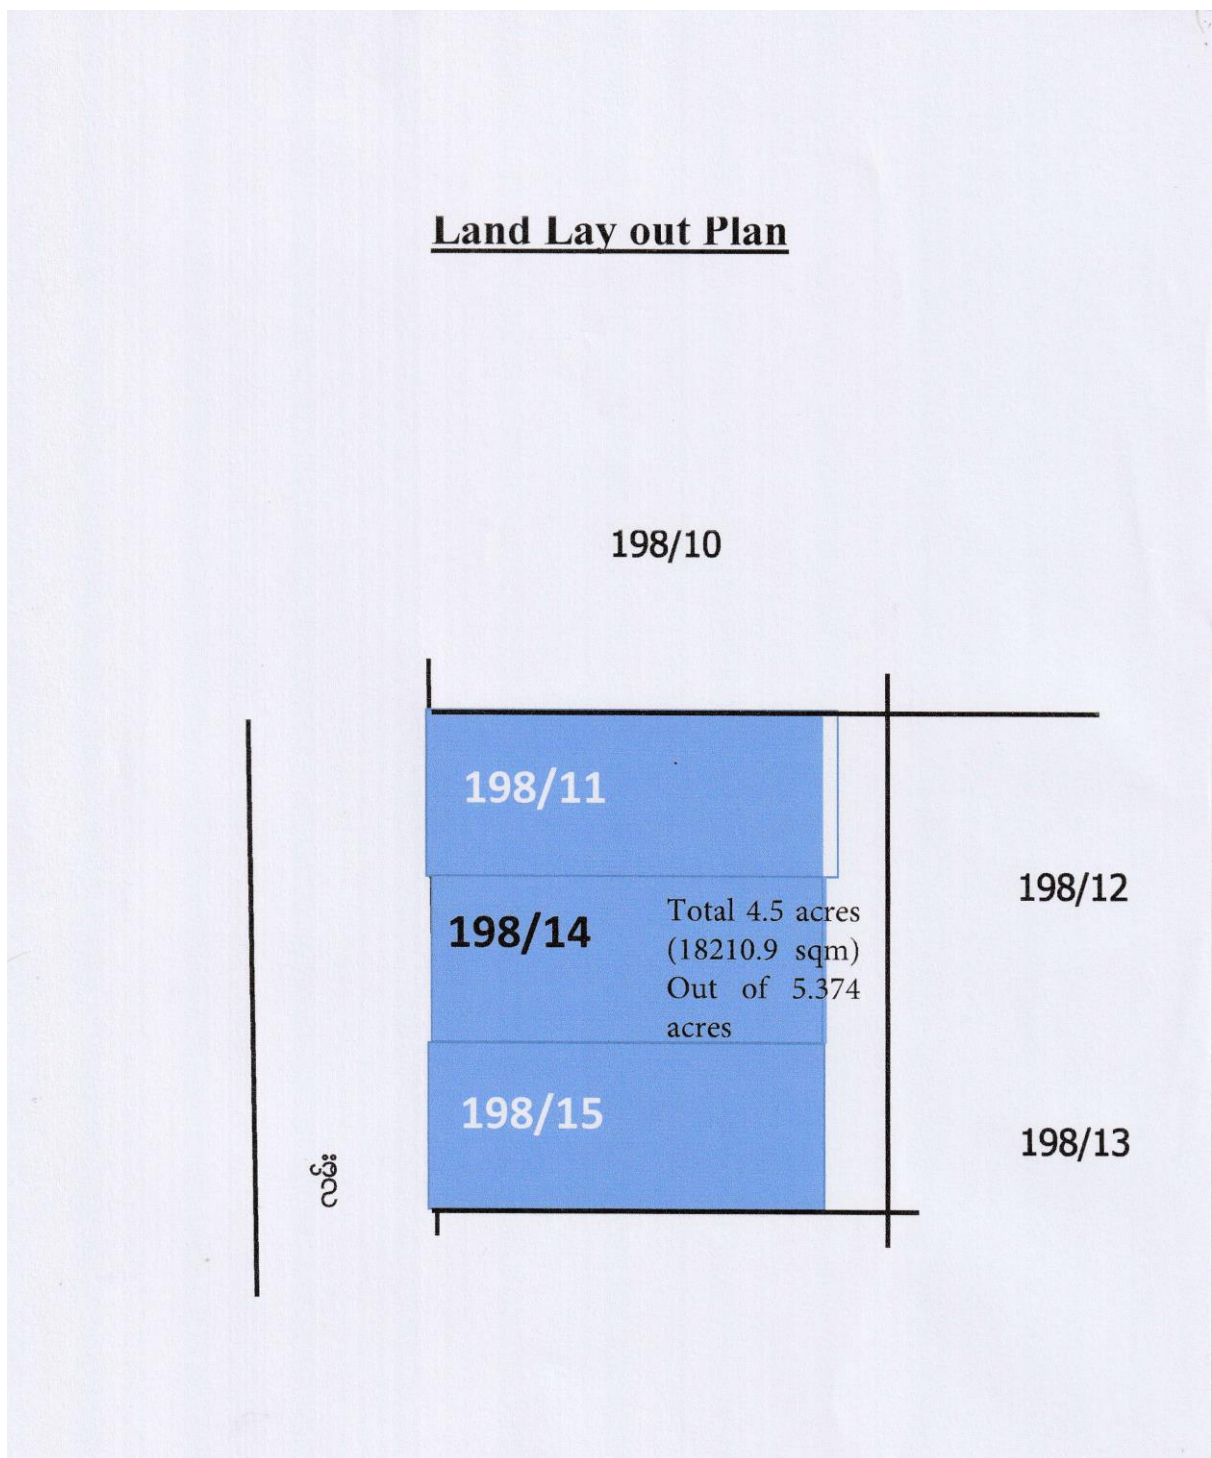 Land Lay out Plan
198/10
198/11
198/12
198/14
Total 4.5 acres
(18210.9 sqm)
Out of 5.374
acres
198/15
198/13
လမ်း